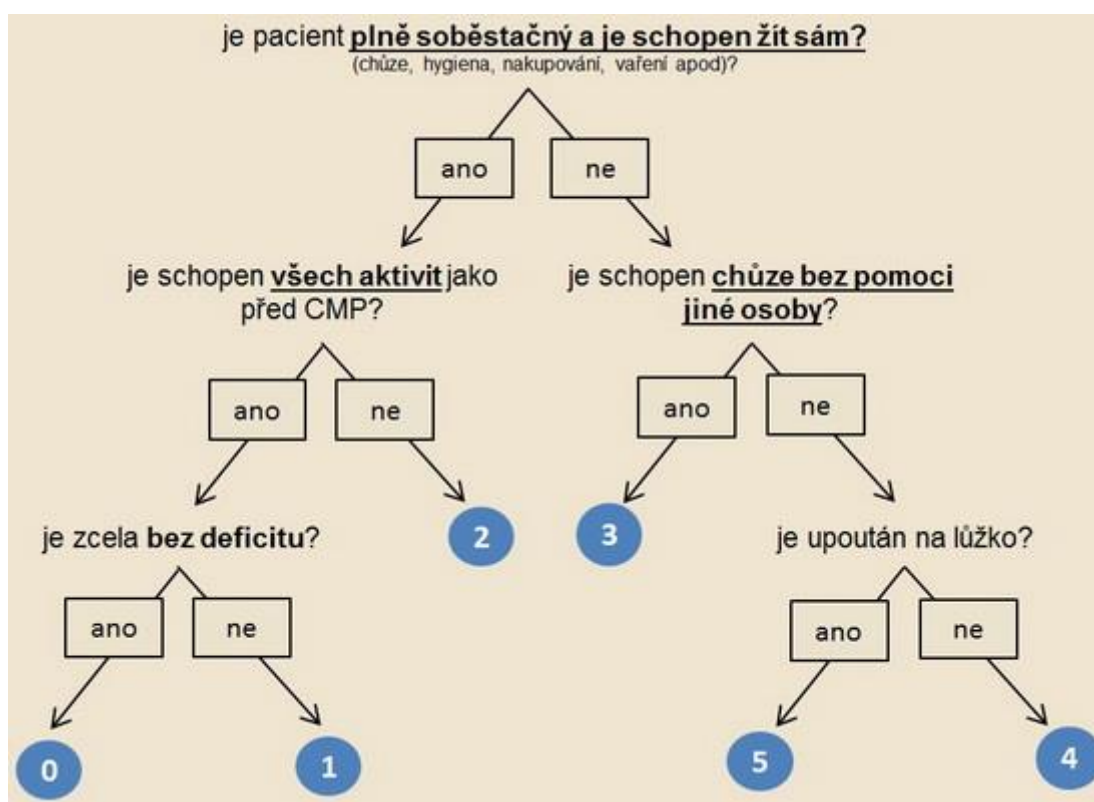 je pacient plně soběstačný a je schopen žít sám?
(chůze, hygiena, nakupování, vaření apod)?
ano
ne
je schopen všech aktivit jako
před CMP?
je schopen chůze bez pomoci
jiné osoby?
ano
ne
ano
ne
je zcela bez deficitu?
2
3
je upoután na lůžko?
ano
ne
ano
ne
0
1
5
4